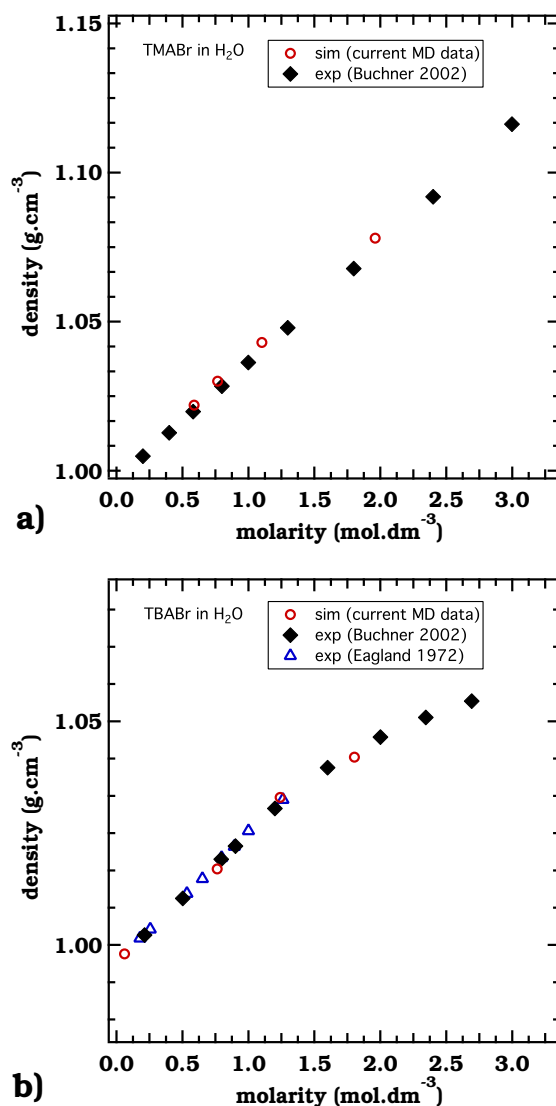 1.15
TMABr in H2O
sim (current MD data)
exp (Buchner 2002)
1.10
density (g.cm-3)
1.05
1.00
0.0 0.5 1.0 1.5 2.0 2.5 3.0
a)
molarity (mol.dm-3)
TBABr in H2O
sim (current MD data)
exp (Buchner 2002)
exp (Eagland 1972)
1.05
density (g.cm-3)
1.00
0.0 0.5 1.0 1.5 2.0 2.5 3.0
b)
molarity (mol.dm-3)